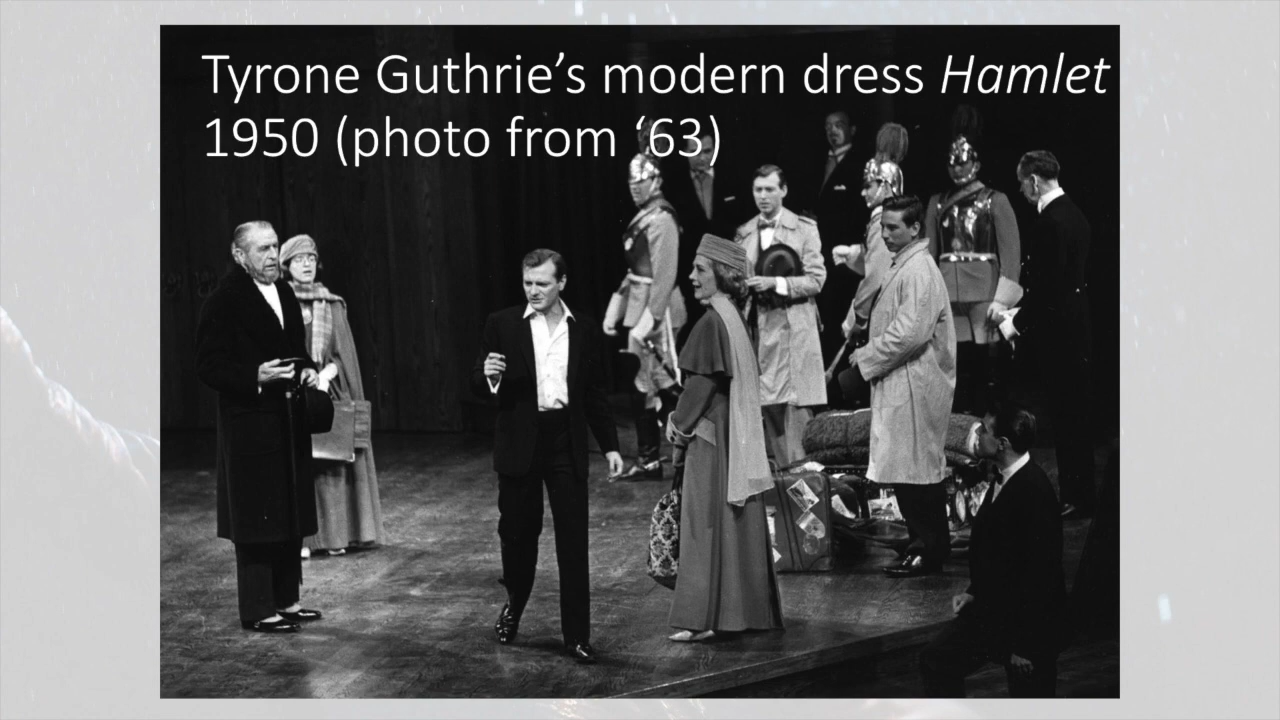 Tyrone Guthrie’s modern dress Hamlet
1950 (photo from ‘63)